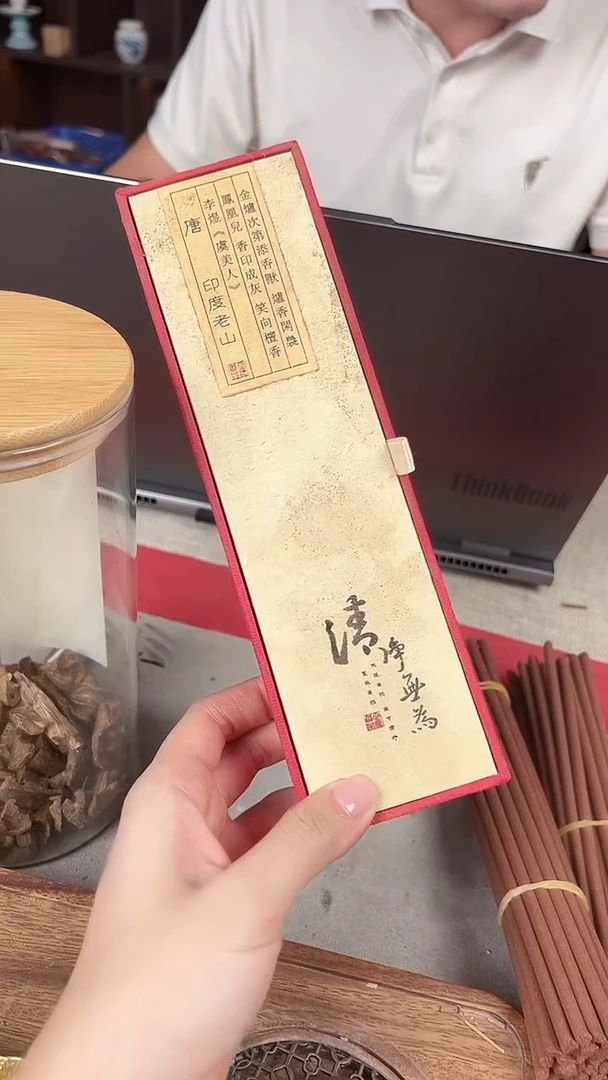 金爐次第添香獸 爐香閑裊
鳳凰兒 香印成灰 笑向檀香
李煜《虞美人》
唐 印度老山
清淨無為
ThinkBook